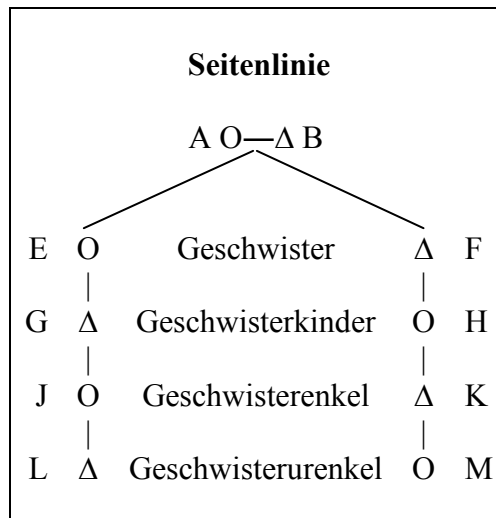 Seitenlinie
A O—Δ B
E O Geschwister Δ F
G Δ Geschwisterkinder O H
J O Geschwisterenkel Δ K
L Δ Geschwisterurenkel O M